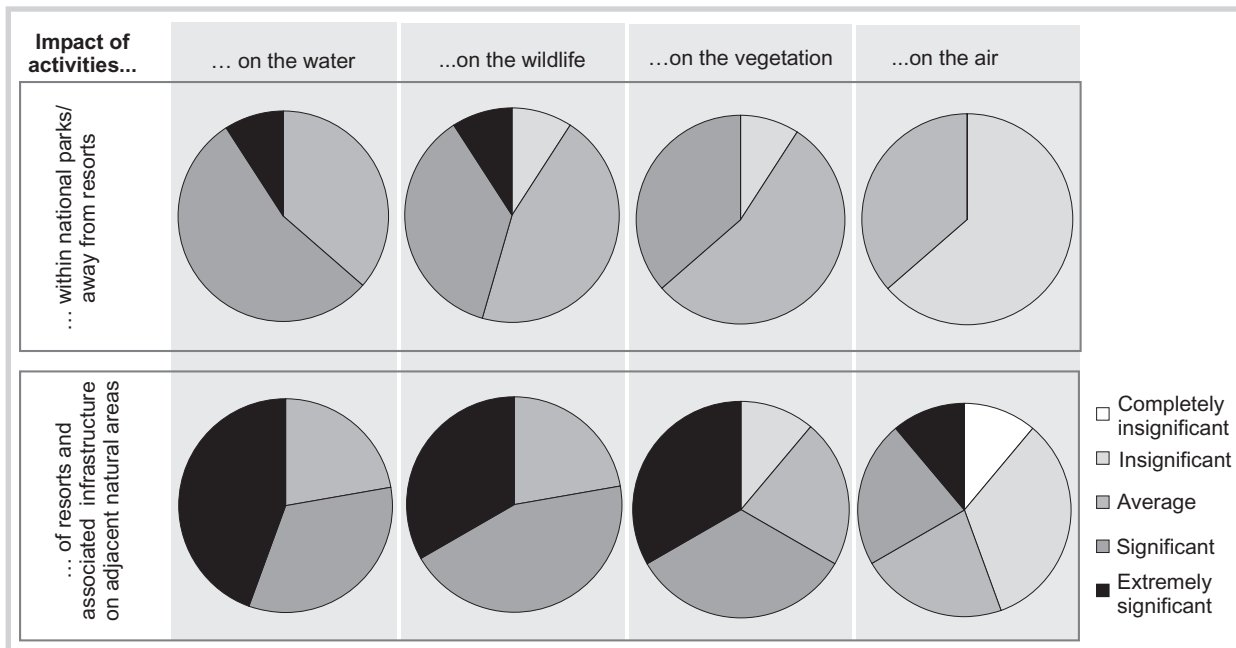 Impact of
activities...
… on the water
...on the wildlife
…on the vegetation
...on the air
… within national parks/
away from resorts
… of resorts and
associated infrastructure
on adjacent natural areas
Completely
insignificant
Insignificant
Average
Significant
Extremely
significant